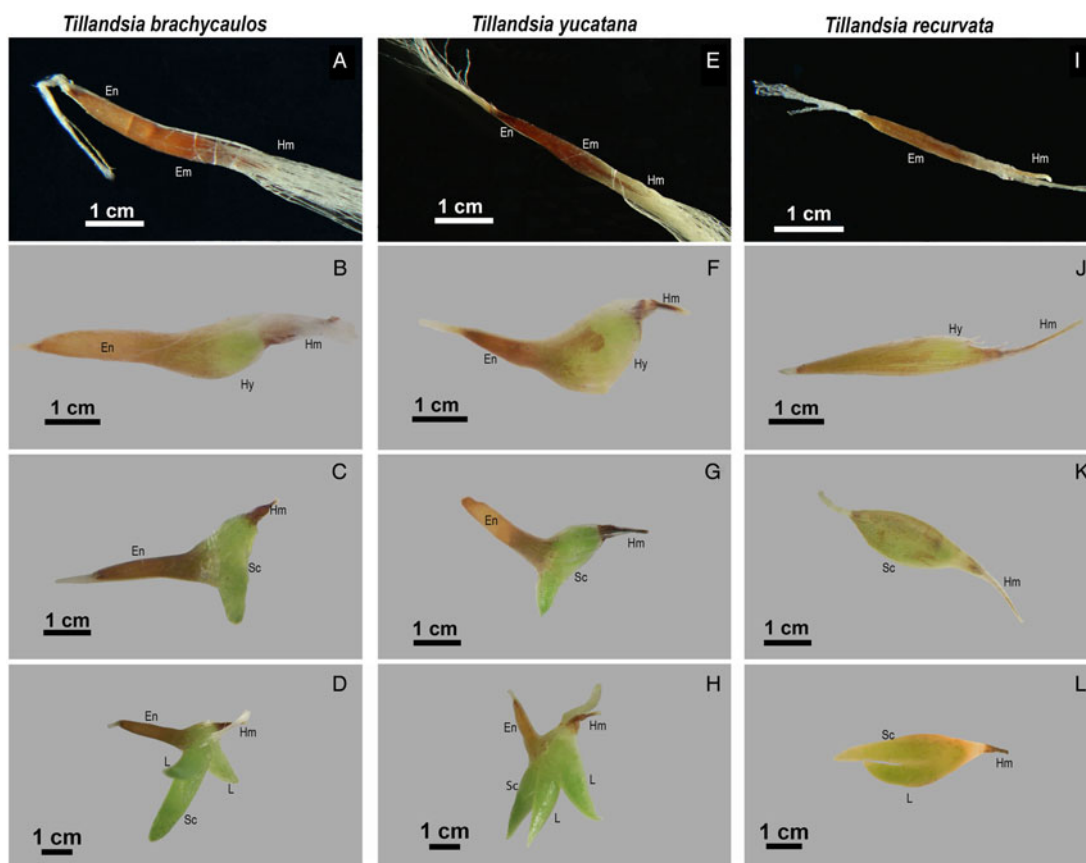 Tillandsia brachycaulos
Tillandsia yucatana
Tillandsia recurvata
A
En
Hm
Em
1 cm
E
En
Em
Hm
1 cm
I
Em
Hm
1 cm
B
En
Hm
Hy
1 cm
F
Hm
En
Hy
1 cm
J
Hy
Hm
1 cm
C
Hm
En
Sc
1 cm
G
En
Hm
Sc
1 cm
K
Sc
Hm
1 cm
D
En
Hm
L
L
Sc
1 cm
H
En
Hm
Sc
L
L
1 cm
L
Sc
Hm
L
1 cm